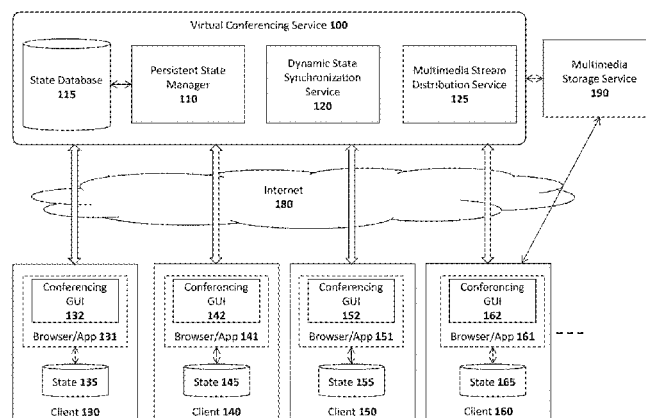 Virtual Conferencing Service 100
State Database
115
Persistent State
Manager
110
Dynamic State
Synchronization
Service
120
Multimedia Stream
Distribution Service
125
Multimedia
Storage Service
190
Internet
180
Conferencing
GUI
132
Browser/App 131
State 135
Client 130
Conferencing
GUI
142
Browser/App 141
State 145
Client 140
Conferencing
GUI
152
Browser/App 151
State 155
Client 150
Conferencing
GUI
162
Browser/App 161
State 165
Client 160